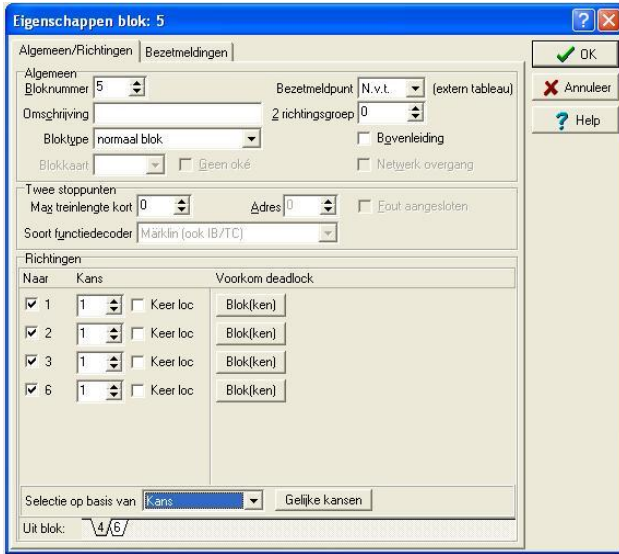 Eigenschappen blok: 5
Algemeen/Richtingen Bezetmeldingen
OK
Annuleer
Help
Algemeen
Bloknummer 5 Bezetmeldpunt N.v.t. (extern tableau)
Omschrijving 2 richtingsgroep 0
Bloktype normaal blok Bovenleiding
Blokkaart Geen oké Netwerk overgang
Twee stoppunten
Max treinlengte kort 0 Adres 0 Fout aangesloten
Soort functiedecoder Märklin (ook IB/TC)
Richtingen
Naar Kans Voorkom deadlock
1 1 Keer loc Blok(ken)
2 1 Keer loc Blok(ken)
3 1 Keer loc Blok(ken)
6 1 Keer loc Blok(ken)
Selectie op basis van Kans Gelijke kansen
Uit blok: 4 6